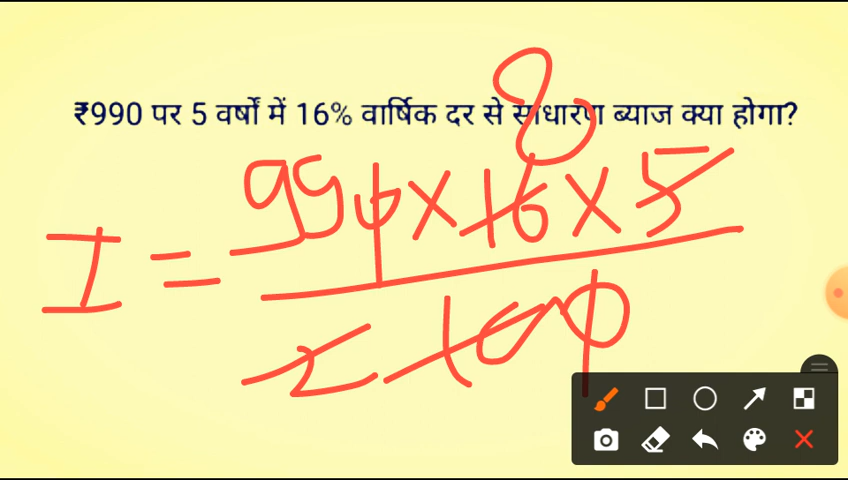 ₹990 पर 5 वर्षों में 16% वार्षिक दर से साधारण ब्याज क्या होगा?
8
I = 990 × 16 × 5
2 100